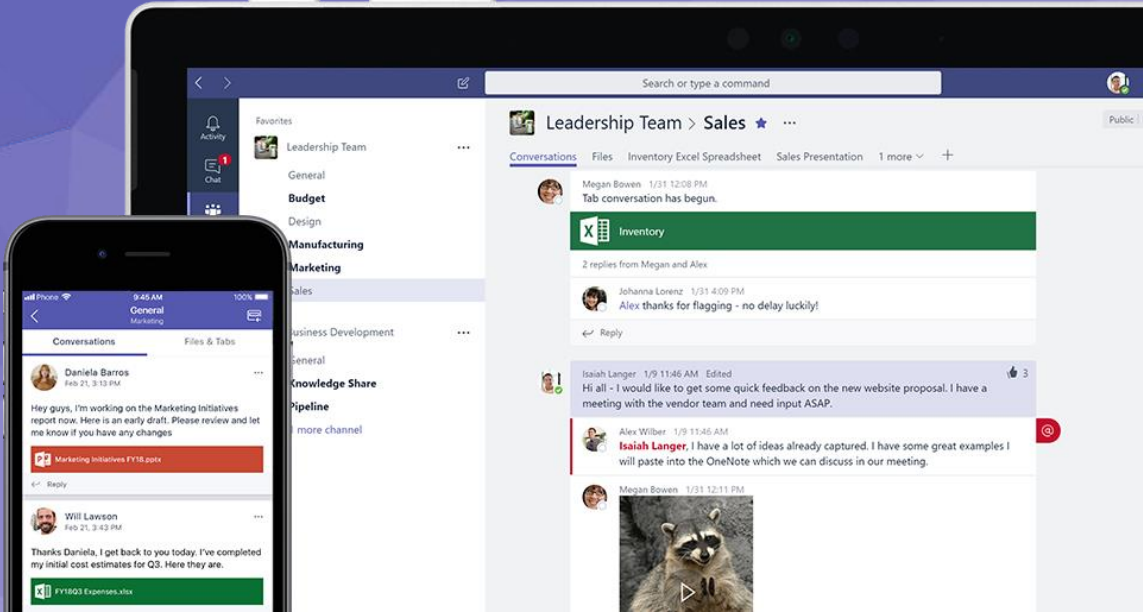 Search or type a command
Activity
Chat
1
Favorites
Leadership Team
General
Budget
Design
Manufacturing
Marketing
Sales
Business Development
General
Knowledge Share
Pipeline
1 more channel
Leadership Team > Sales
Public
Conversations Files Inventory Excel Spreadsheet Sales Presentation 1 more
Megan Bowen 1/31 12:08 PM
Tab conversation has begun.
Inventory
2 replies from Megan and Alex
Johanna Lorenz 1/31 4:09 PM
Alex thanks for flagging - no delay luckily!
Reply
Isaiah Langer 1/9 11:46 AM Edited
3
Hi all - I would like to get some quick feedback on the new website proposal. I have a
meeting with the vendor team and need input ASAP.
Alex Wilber 1/9 11:46 AM
Isaiah Langer, I have a lot of ideas already captured. I have some great examples I
will paste into the OneNote which we can discuss in our meeting.
@
Megan Bowen 1/31 12:11 PM
Phone 9:45 AM 100%
General
Marketing
Conversations Files & Tabs
Daniela Barros
Feb 21, 3:13 PM
Hey guys, I'm working on the Marketing Initiatives
report now. Here is an early draft. Please review and let
me know if you have any changes
Marketing Initiatives FY18.pptx
Reply
Will Lawson
Feb 21, 3:43 PM
Thanks Daniela, I get back to you today. I've completed
my initial cost estimates for Q3. Here they are.
FY18Q3 Expenses.xlsx